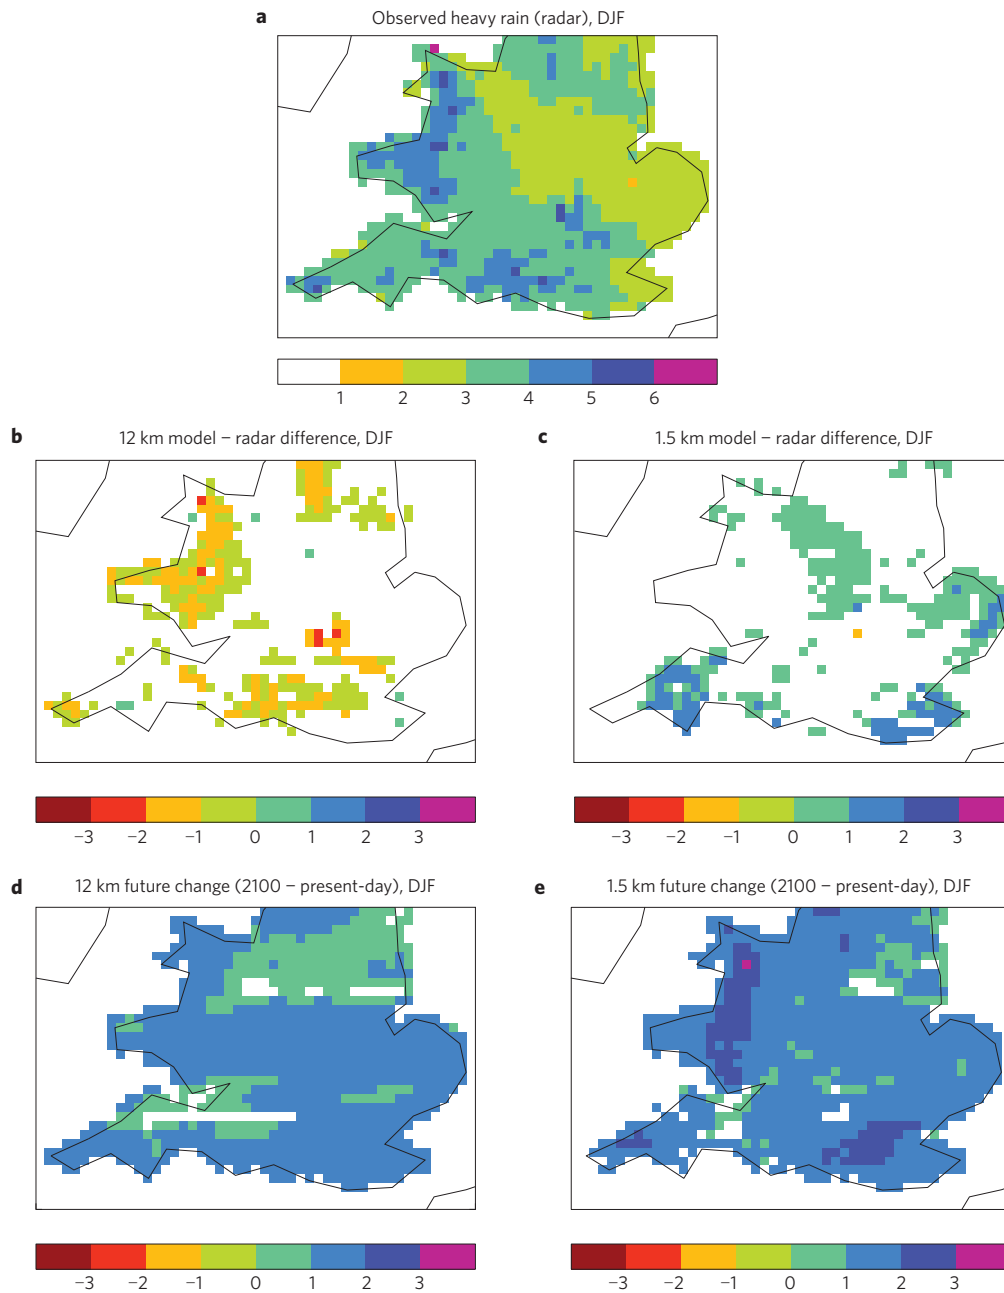 a Observed heavy rain (radar), DJF
1 2 3 4 5 6
b 12 km model – radar difference, DJF
−3 −2 −1 0 1 2 3
c 1.5 km model – radar difference, DJF
−3 −2 −1 0 1 2 3
d 12 km future change (2100 – present-day), DJF
−3 −2 −1 0 1 2 3
e 1.5 km future change (2100 – present-day), DJF
−3 −2 −1 0 1 2 3